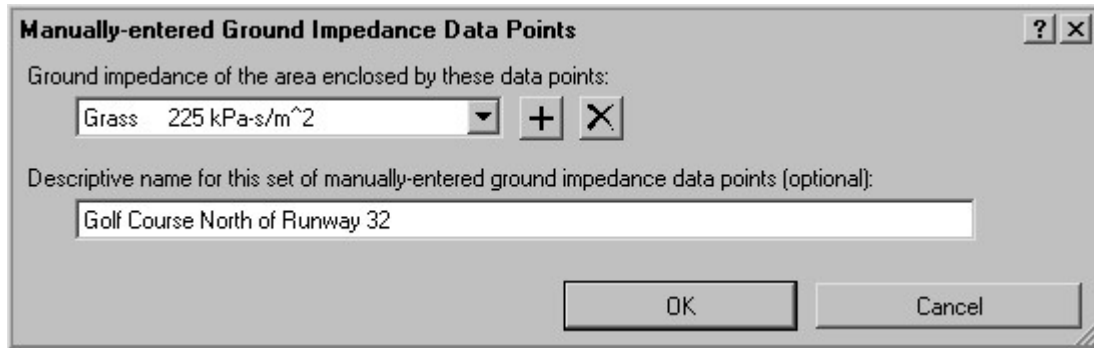 Manually-entered Ground Impedance Data Points
Ground impedance of the area enclosed by these data points:
Grass 225 kPa-s/m^2
Descriptive name for this set of manually-entered ground impedance data points (optional):
Golf Course North of Runway 32
OK Cancel